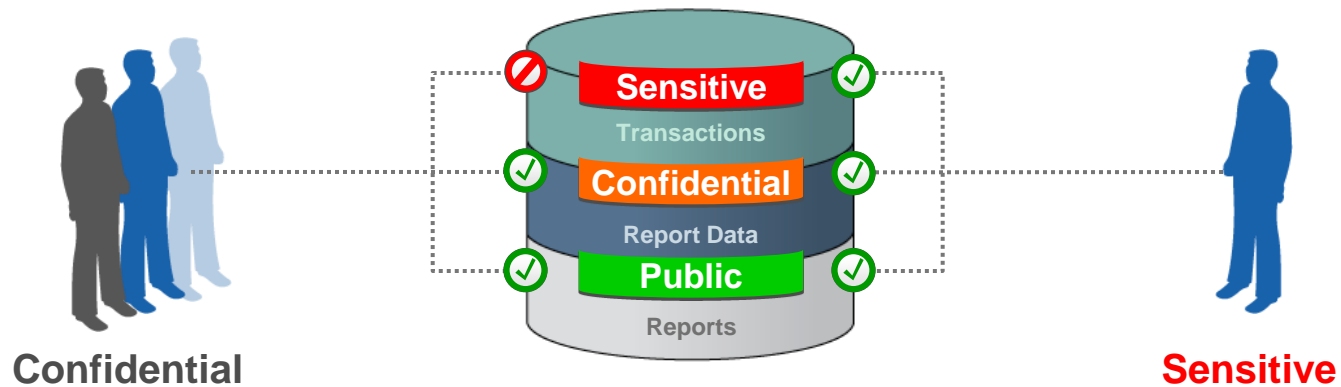 Sensitive
Transactions
Confidential
Report Data
Public
Reports
Confidential
Sensitive